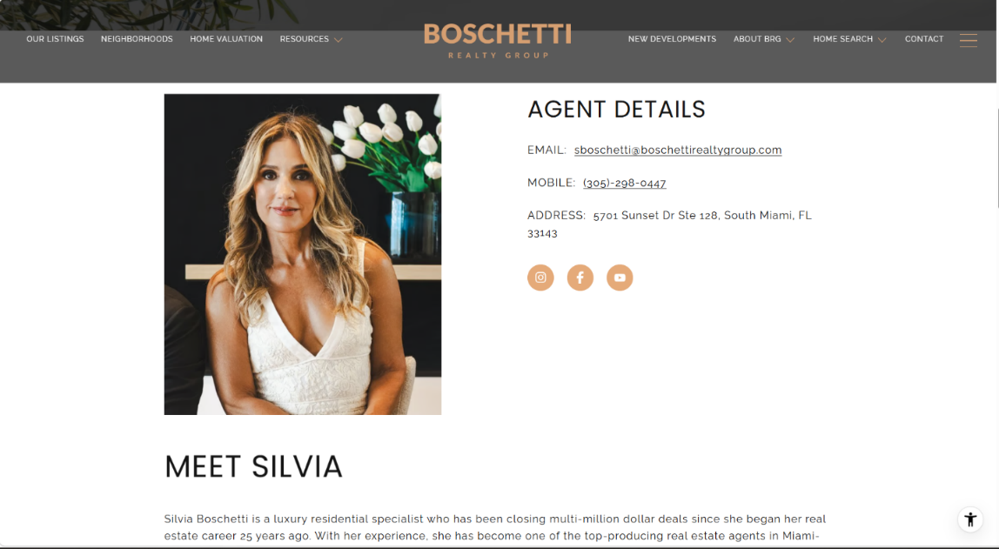 OUR LISTINGS NEIGHBORHOODS HOME VALUATION RESOURCES
BOSCHETTI
REALTY GROUP
NEW DEVELOPMENTS ABOUT BRG HOME SEARCH CONTACT
AGENT DETAILS
EMAIL: sboschetti@boschettirealtygroup.com
MOBILE: (305)-298-0447
ADDRESS: 5701 Sunset Dr Ste 128, South Miami, FL
33143
MEET SILVIA
Silvia Boschetti is a luxury residential specialist who has been closing multi-million dollar deals since she began her real
estate career 25 years ago. With her experience, she has become one of the top-producing real estate agents in Miami-